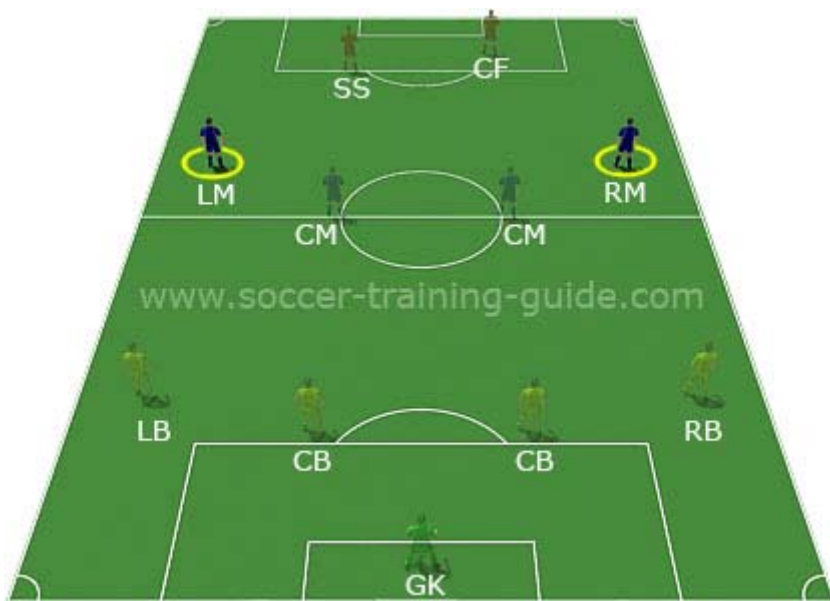 SS CF
LM RM
CM CM
www.soccer-training-guide.com
LB RB
CB CB
GK